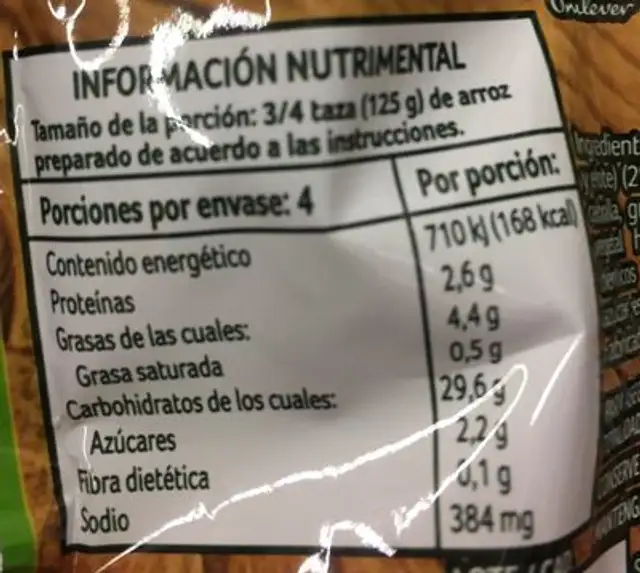 Unilever
INFORMACIÓN NUTRIMENTAL
Tamaño de la porción: 3/4 taza (125 g) de arroz
preparado de acuerdo a las instrucciones.
Porciones por envase: 4
Por porción:
Contenido energético 710 kJ (168 kcal)
Proteínas 2,6 g
Grasas de las cuales: 4,4 g
Grasa saturada 0,5 g
Carbohidratos de los cuales: 29,6 g
Azúcares 2,2 g
Fibra dietética 0,1 g
Sodio 384 mg